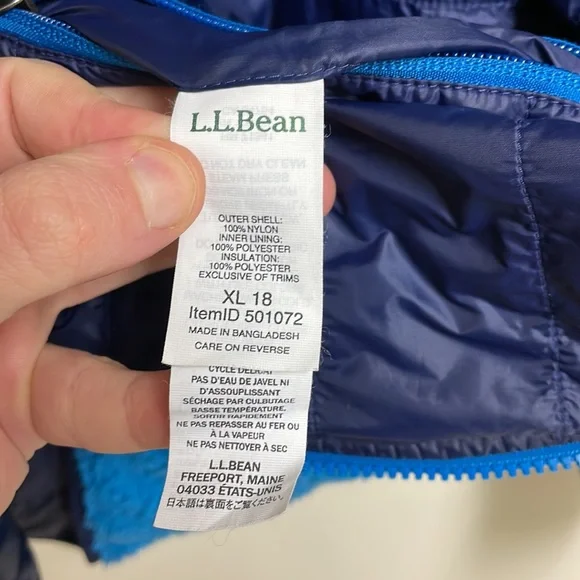 L.L.Bean
OUTER SHELL:
100% NYLON
INNER LINING:
100% POLYESTER
INSULATION:
100% POLYESTER
EXCLUSIVE OF TRIMS
XL 18
ItemID 501072
MADE IN BANGLADESH
CARE ON REVERSE
CYCLE DÉLICAT
PAS D'EAU DE JAVEL NI
D'ASSOUPLISSANT
SÉCHAGE PAR CULBUTAGE
BASSE TEMPÉRATURE,
SORTIR RAPIDEMENT
NE PAS REPASSER AU FER OU
À LA VAPEUR
NE PAS NETTOYER À SEC
L.L.BEAN
FREEPORT, MAINE
04033 ÉTATS-UNIS
日本語は裏面をご覧ください。